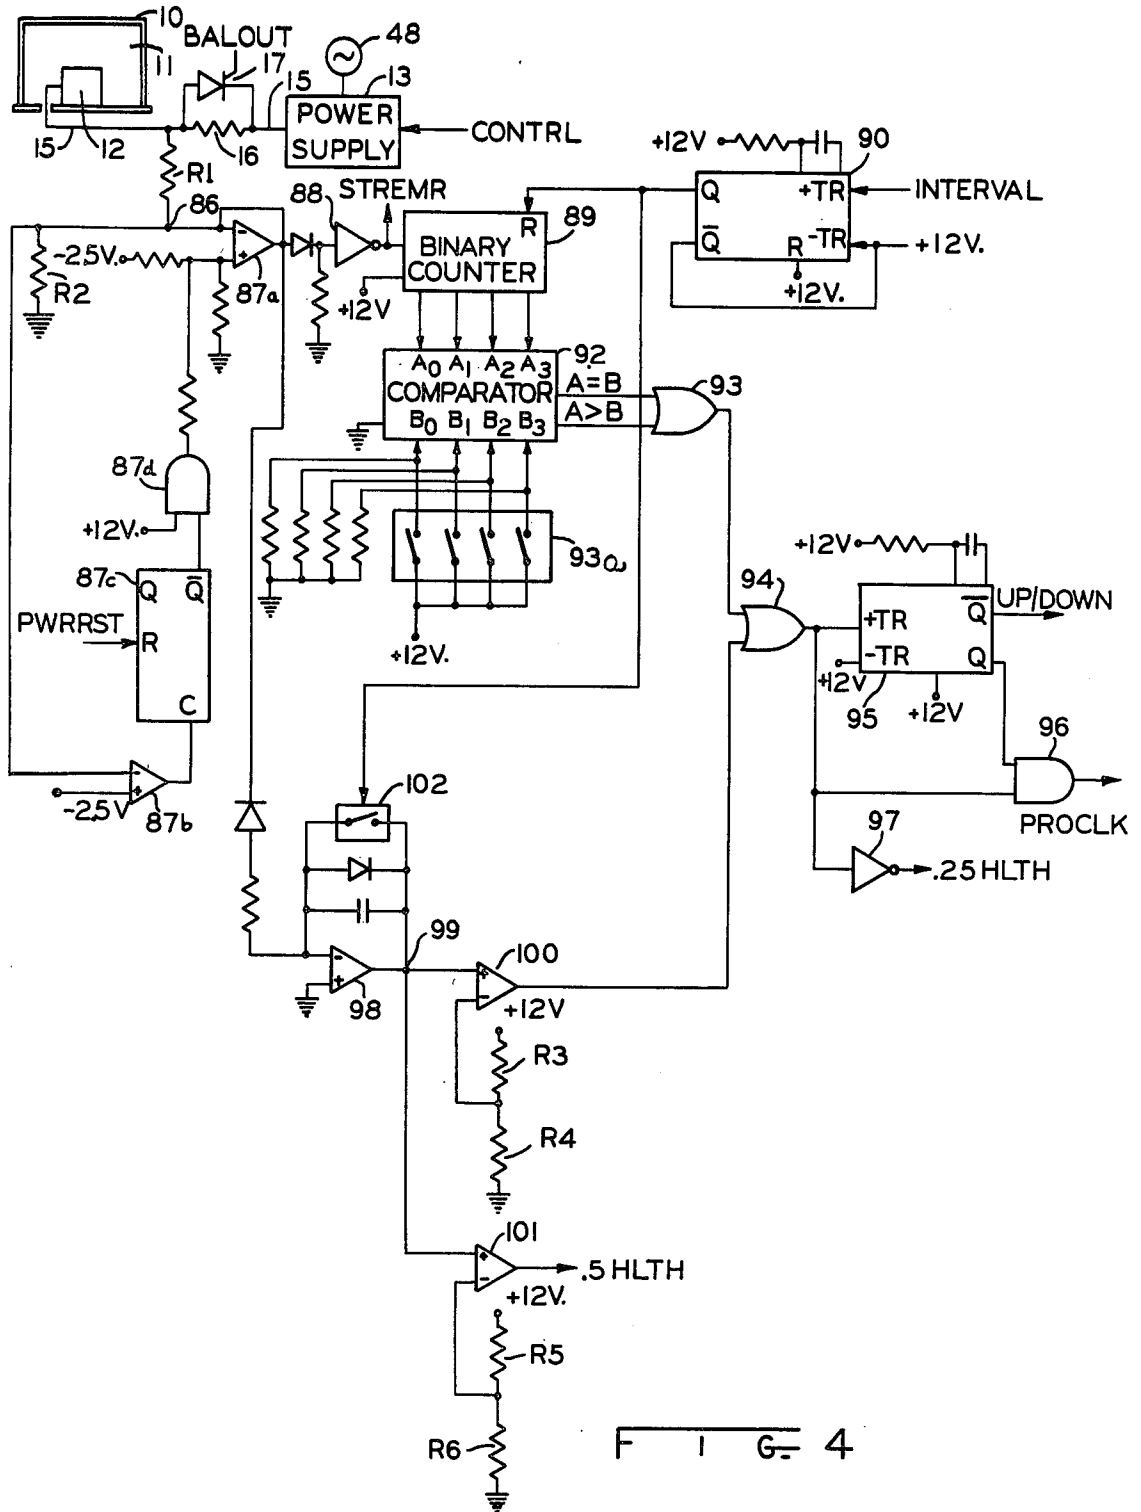 10
BALOUT
48
11
17
15
13
POWER
SUPPLY
CONTRL
15
12
16
R1
STREMR
+12V
90
Q
+TR
INTERVAL
86
88
R
89
Q
-TR
+12V.
R
+12V.
-
+
BINARY
COUNTER
-2.5V.
R2
87a
+12V
92
A0 A1 A2 A3
COMPARATOR
B0 B1 B2 B3
A=B
A>B
93
87d
+12V.
93a
+12V
87c
Q Q
94
+TR
Q
UP/DOWN
PWRRST
R
+12V.
-TR
Q
+12V
95
+12V
C
96
102
-
+
-2.5V
87b
PROCLK
97
.25 HLTH
99
100
-
+
98
+
-
+12V
R3
R4
101
+
-
.5 HLTH
+12V.
R5
R6
FIG-4